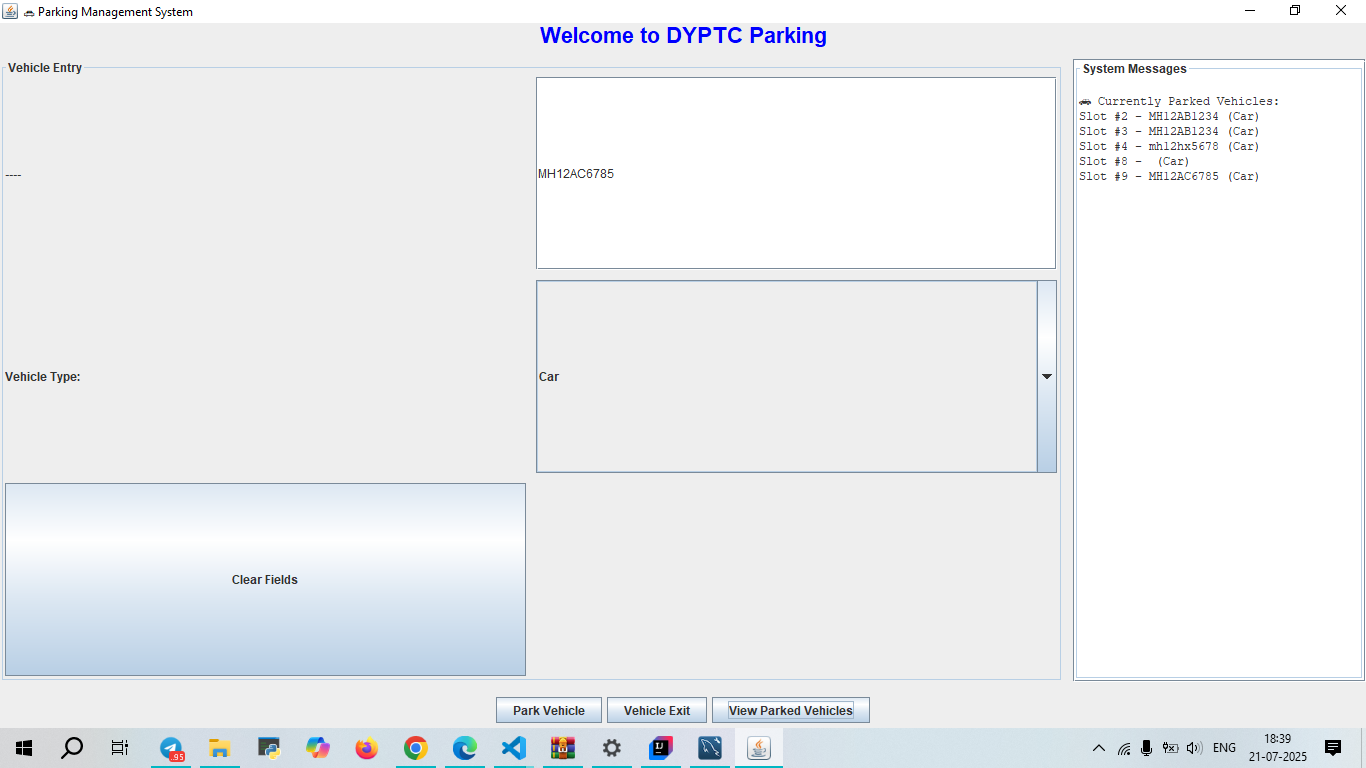 Parking Management System
Welcome to DYPTC Parking
Vehicle Entry
----
MH12AC6785
Vehicle Type:
Car
Clear Fields
System Messages
Currently Parked Vehicles:
Slot #2 - MH12AB1234 (Car)
Slot #3 - MH12AB1234 (Car)
Slot #4 - mh12hx5678 (Car)
Slot #8 -  (Car)
Slot #9 - MH12AC6785 (Car)
Park Vehicle
Vehicle Exit
View Parked Vehicles
95
IJ
ENG
18:39
21-07-2025